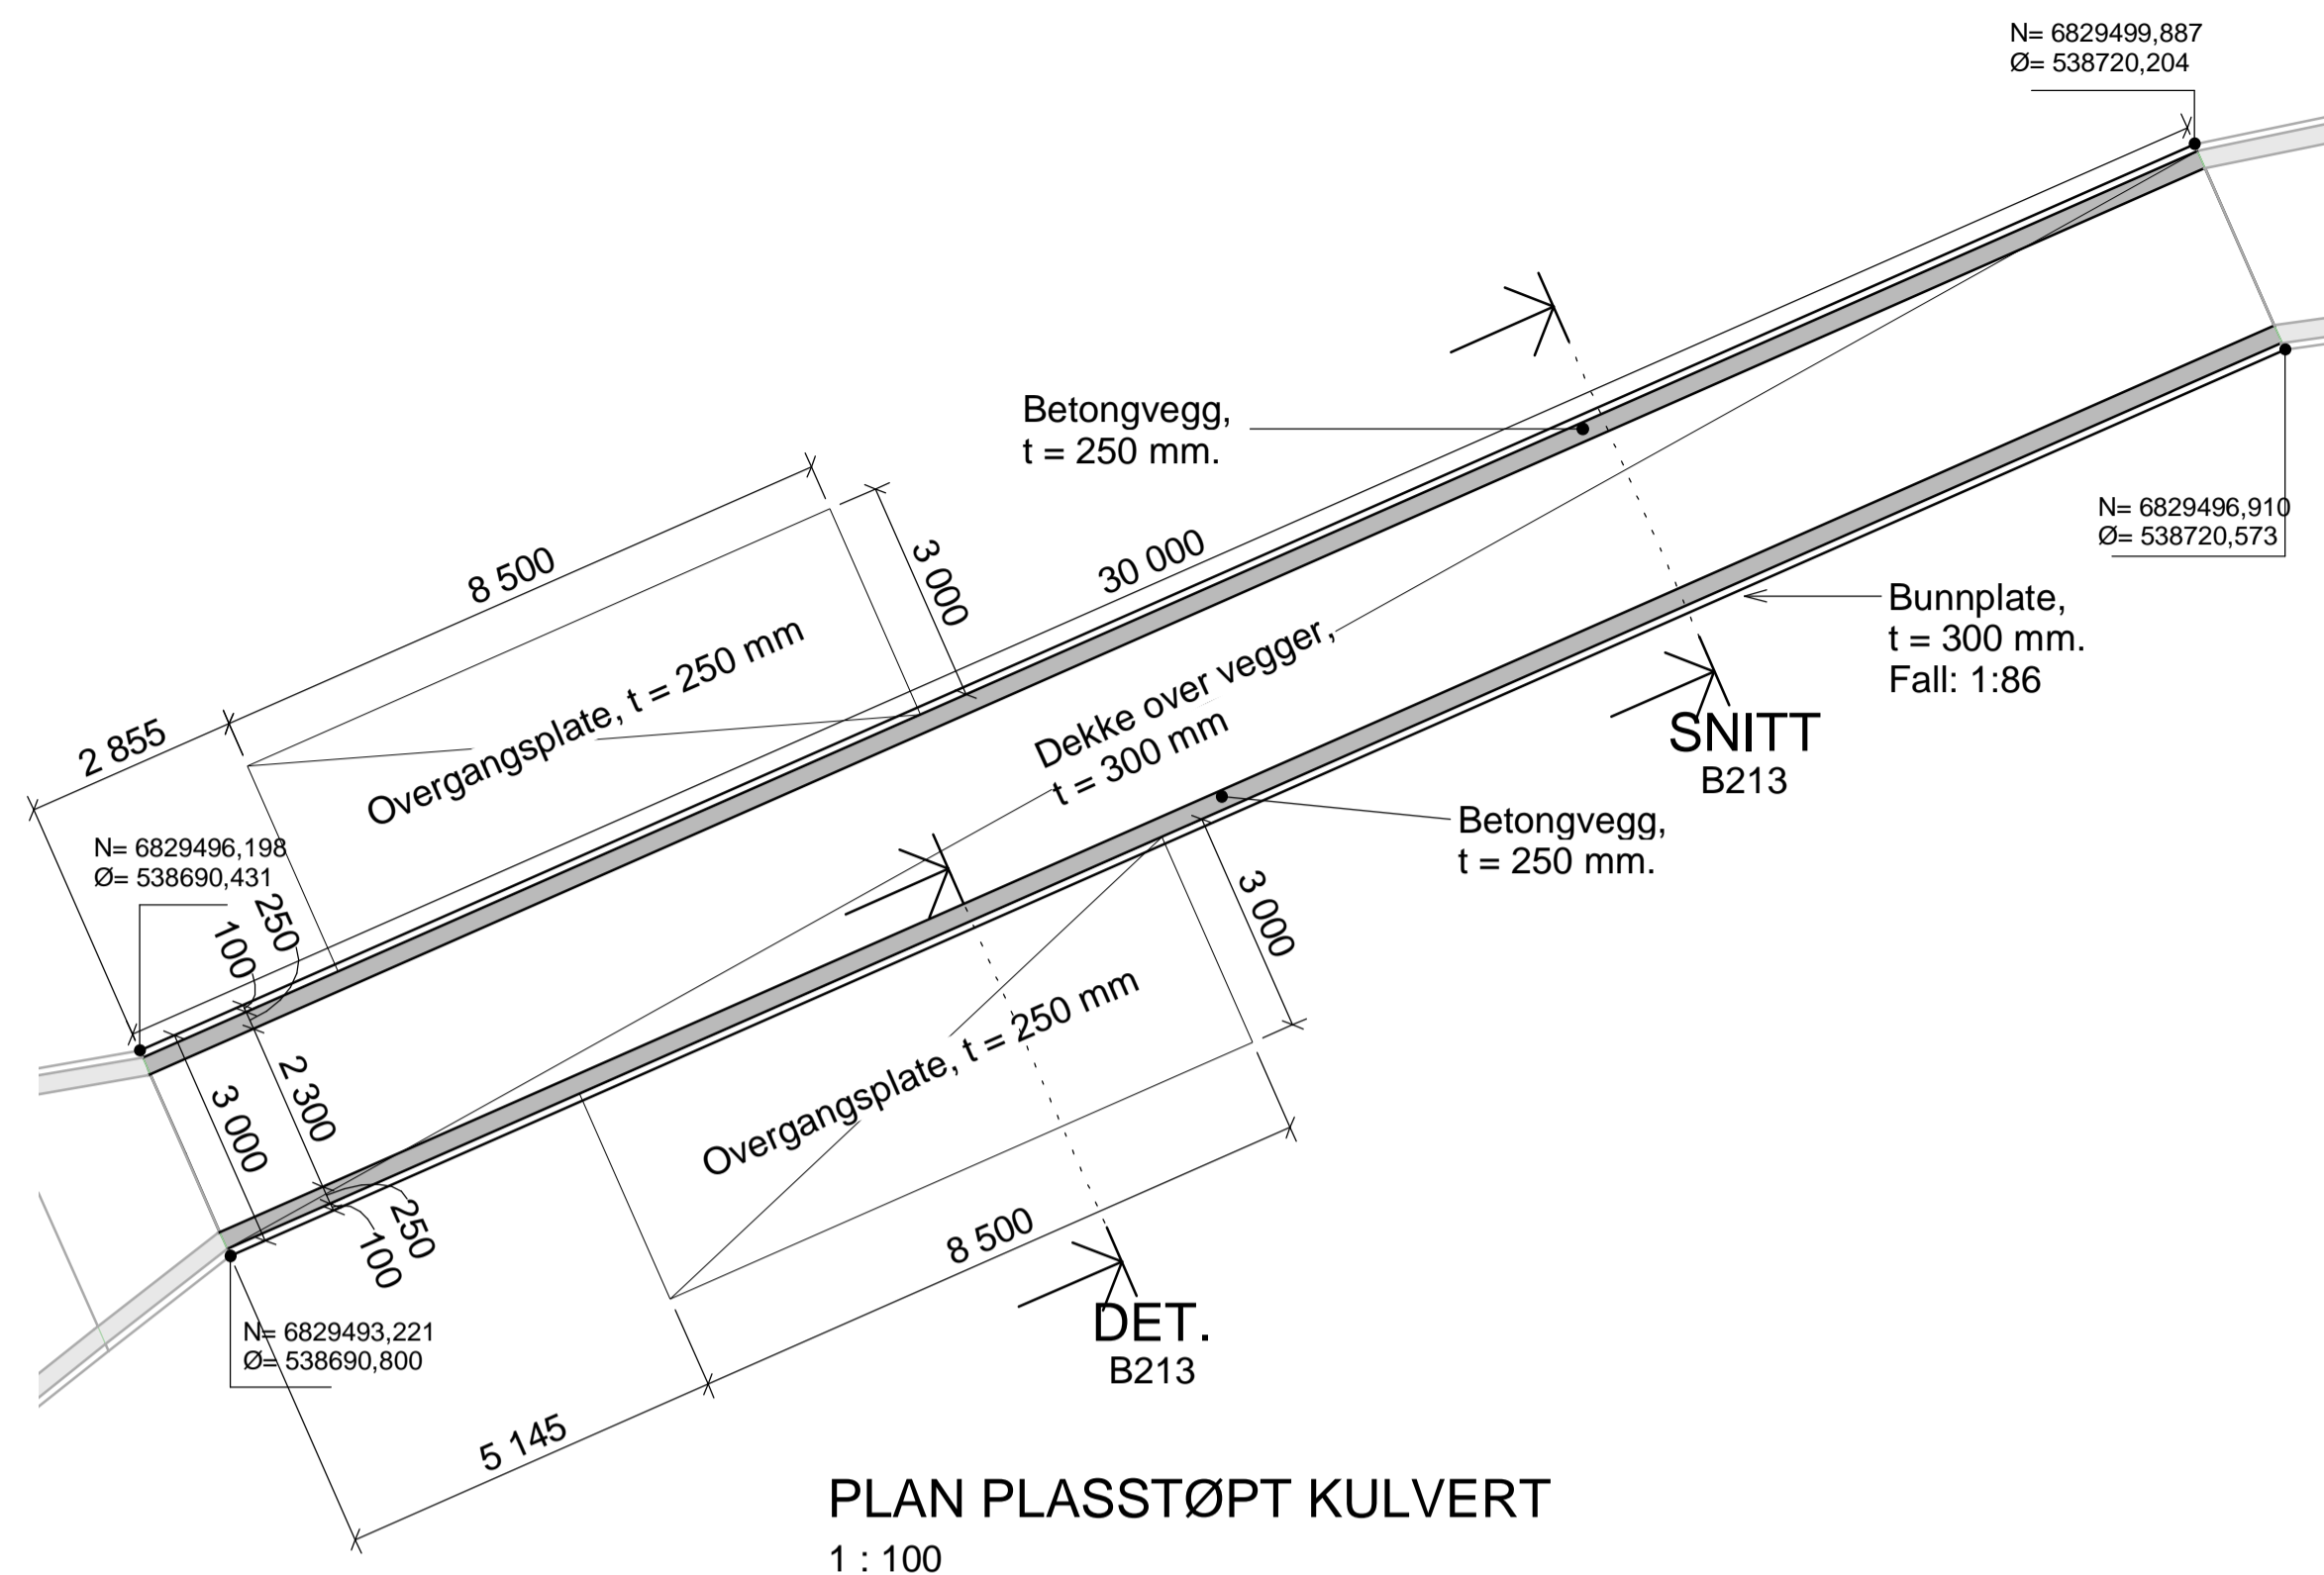 N= 6829499,887
Ø= 538720,204
Betongvegg,
t = 250 mm.
8 500
3 000
30 000
N= 6829496,910
Ø= 538720,573
Bunnplate,
t = 300 mm.
Fall: 1:86
Overgangsplate, t = 250 mm
Dekke over vegger,
t = 300 mm
2 855
SNITT
B213
Betongvegg,
t = 250 mm.
N= 6829496,198
Ø= 538690,431
250
100
3 000
2 300
3 000
Overgangsplate, t = 250 mm
250
100
8 500
N= 6829493,221
Ø= 538690,800
DET.
B213
5 145
PLAN PLASSTØPT KULVERT
1 : 100